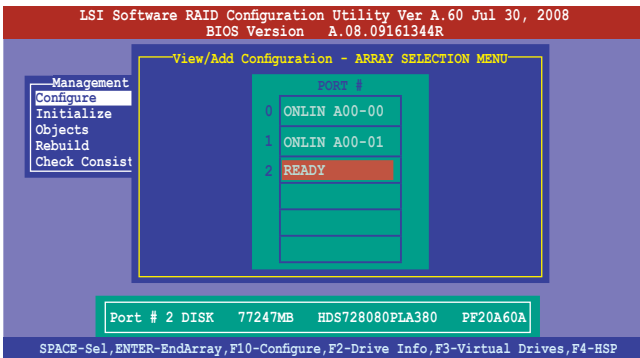 LSI Software RAID Configuration Utility Ver A.60 Jul 30, 2008
BIOS Version A.08.09161344R
View/Add Configuration - ARRAY SELECTION MENU
Management
Configure
Initialize
Objects
Rebuild
Check Consist
PORT #
0 ONLIN A00-00
1 ONLIN A00-01
2 READY
Port # 2 DISK 77247MB HDS728080PLA380 PF20A60A
SPACE-Sel,ENTER-EndArray,F10-Configure,F2-Drive Info,F3-Virtual Drives,F4-HSP